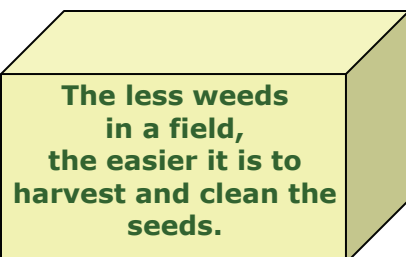 The less weeds
in a field,
the easier it is to
harvest and clean the
seeds.